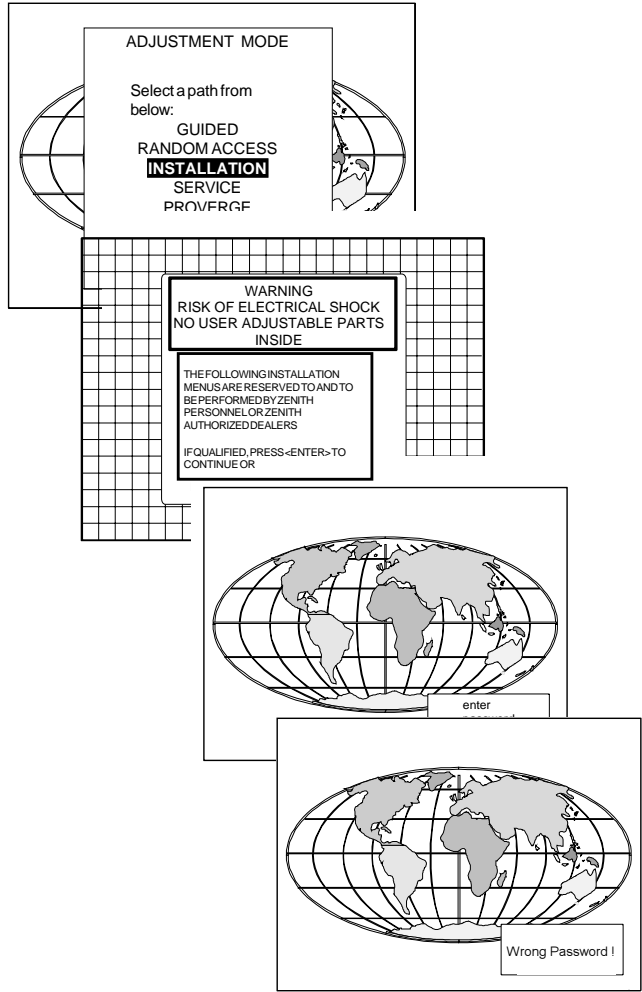 ADJUSTMENT MODE
Select a path from
below:
GUIDED
RANDOM ACCESS
INSTALLATION
SERVICE
PROVERGE
WARNING
RISK OF ELECTRICAL SHOCK
NO USER ADJUSTABLE PARTS
INSIDE
THE FOLLOWING INSTALLATION
MENUS ARE RESERVED TO AND TO
BE PERFORMED BY ZENITH
PERSONNEL OR ZENITH
AUTHORIZED DEALERS
IF QUALIFIED, PRESS <ENTER> TO
CONTINUE OR
enter
password
Wrong Password !